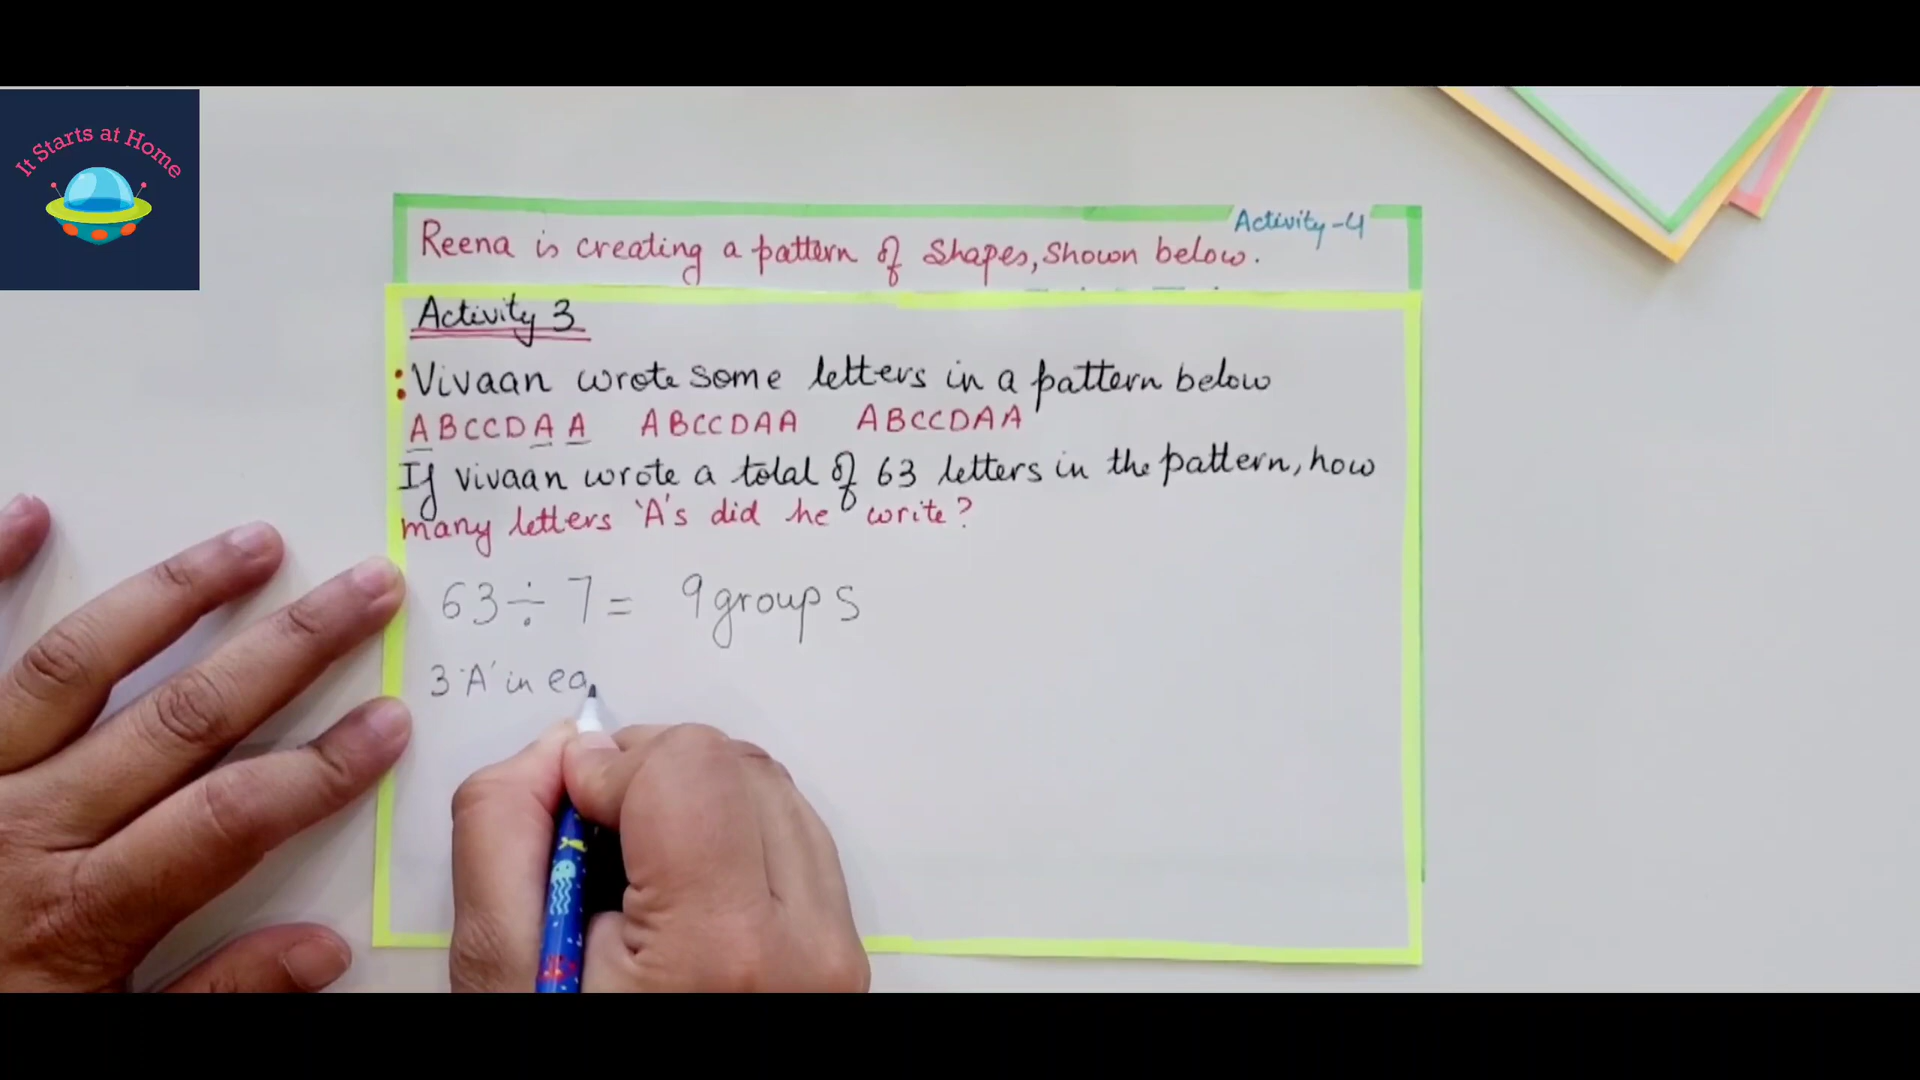 It Starts at Home
Activity-4
Reena is creating a pattern of Shapes, Shown below.
Activity 3
: Vivaan wrote some letters in a pattern below
ABCCDAA ABCCDAA ABCCDAA
If Vivaan wrote a total of 63 letters in the pattern, how
many letters 'A's did he write?
63 ÷ 7 = 9 groups
3 'A' in ea